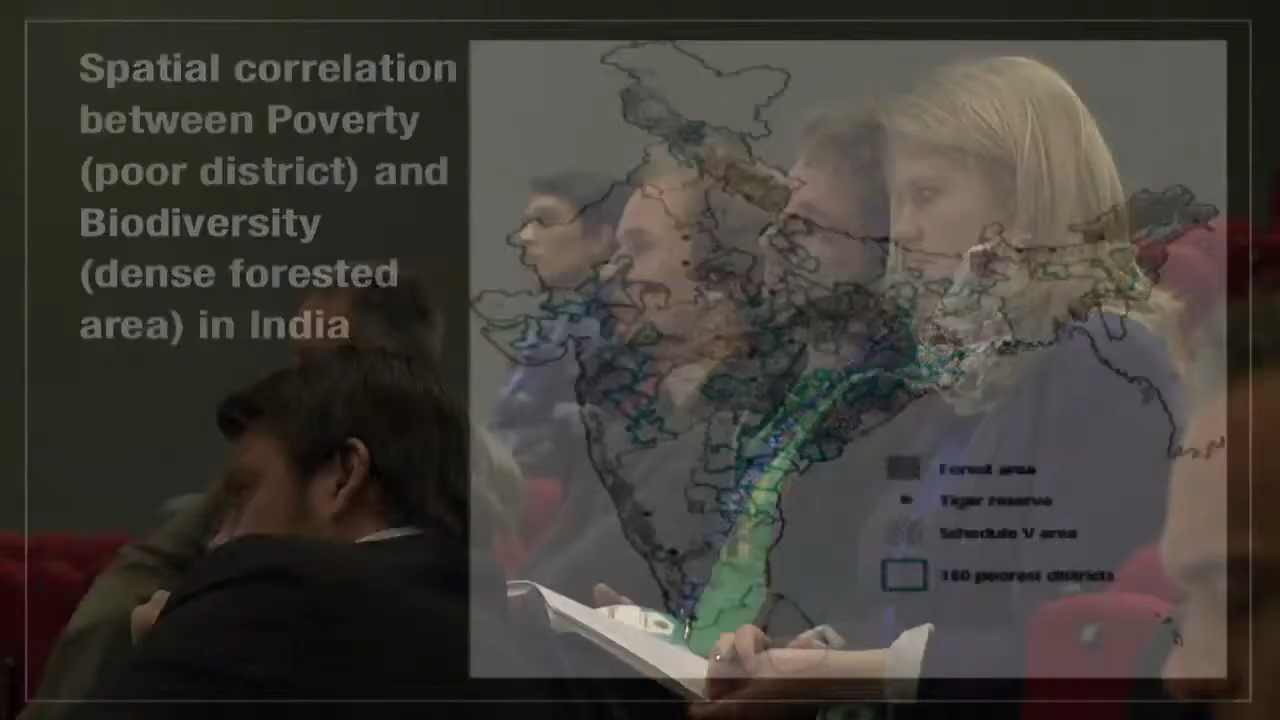 Spatial correlation
between Poverty
(poor district) and
Biodiversity
(dense forested
area) in India
Forest area
Tiger reserve
Schedule V area
160 poorest districts